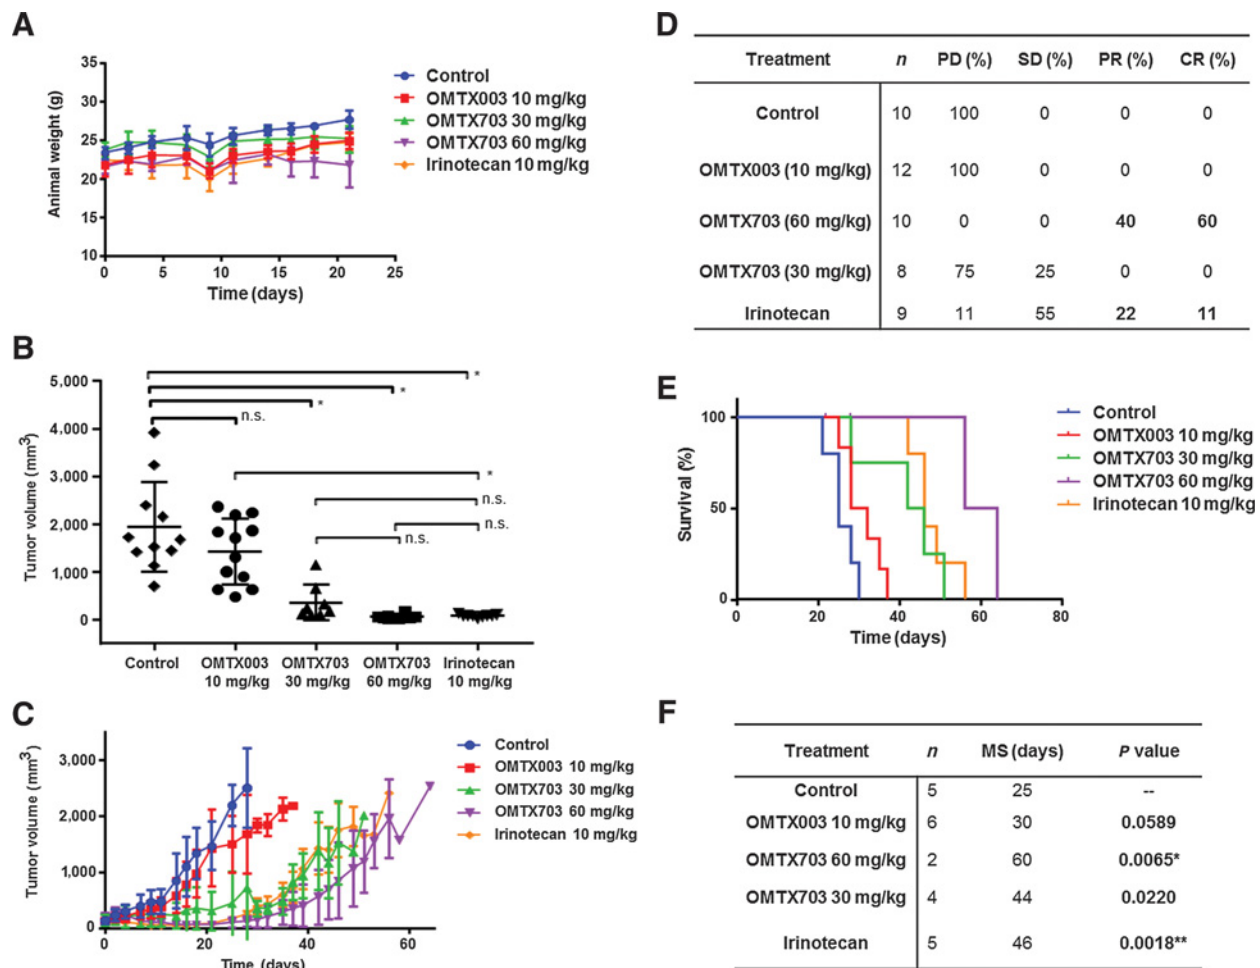 A
Animal weight (g)
35
30
25
20
15
10
0
5
10
15
20
25
Time (days)
Control
OMTX003 10 mg/kg
OMTX703 30 mg/kg
OMTX703 60 mg/kg
Irinotecan 10 mg/kg
B
Tumor volume (mm3)
5,000
4,000
3,000
2,000
1,000
0
*
*
*
n.s.
*
n.s.
n.s.
n.s.
Control
OMTX003
10 mg/kg
OMTX703
30 mg/kg
OMTX703
60 mg/kg
Irinotecan
10 mg/kg
C
Tumor volume (mm3)
3,000
2,000
1,000
0
0
20
40
60
Time (days)
Control
OMTX003 10 mg/kg
OMTX703 30 mg/kg
OMTX703 60 mg/kg
Irinotecan 10 mg/kg
D
Treatment n PD (%) SD (%) PR (%) CR (%)
Control 10 100 0 0 0
OMTX003 (10 mg/kg) 12 100 0 0 0
OMTX703 (60 mg/kg) 10 0 0 40 60
OMTX703 (30 mg/kg) 8 75 25 0 0
Irinotecan 9 11 55 22 11
E
Survival (%)
100
50
0
0
20
40
60
80
Time (days)
Control
OMTX003 10 mg/kg
OMTX703 30 mg/kg
OMTX703 60 mg/kg
Irinotecan 10 mg/kg
F
Treatment n MS (days) P value
Control 5 25 --
OMTX003 10 mg/kg 6 30 0.0589
OMTX703 60 mg/kg 2 60 0.0065*
OMTX703 30 mg/kg 4 44 0.0220
Irinotecan 5 46 0.0018**